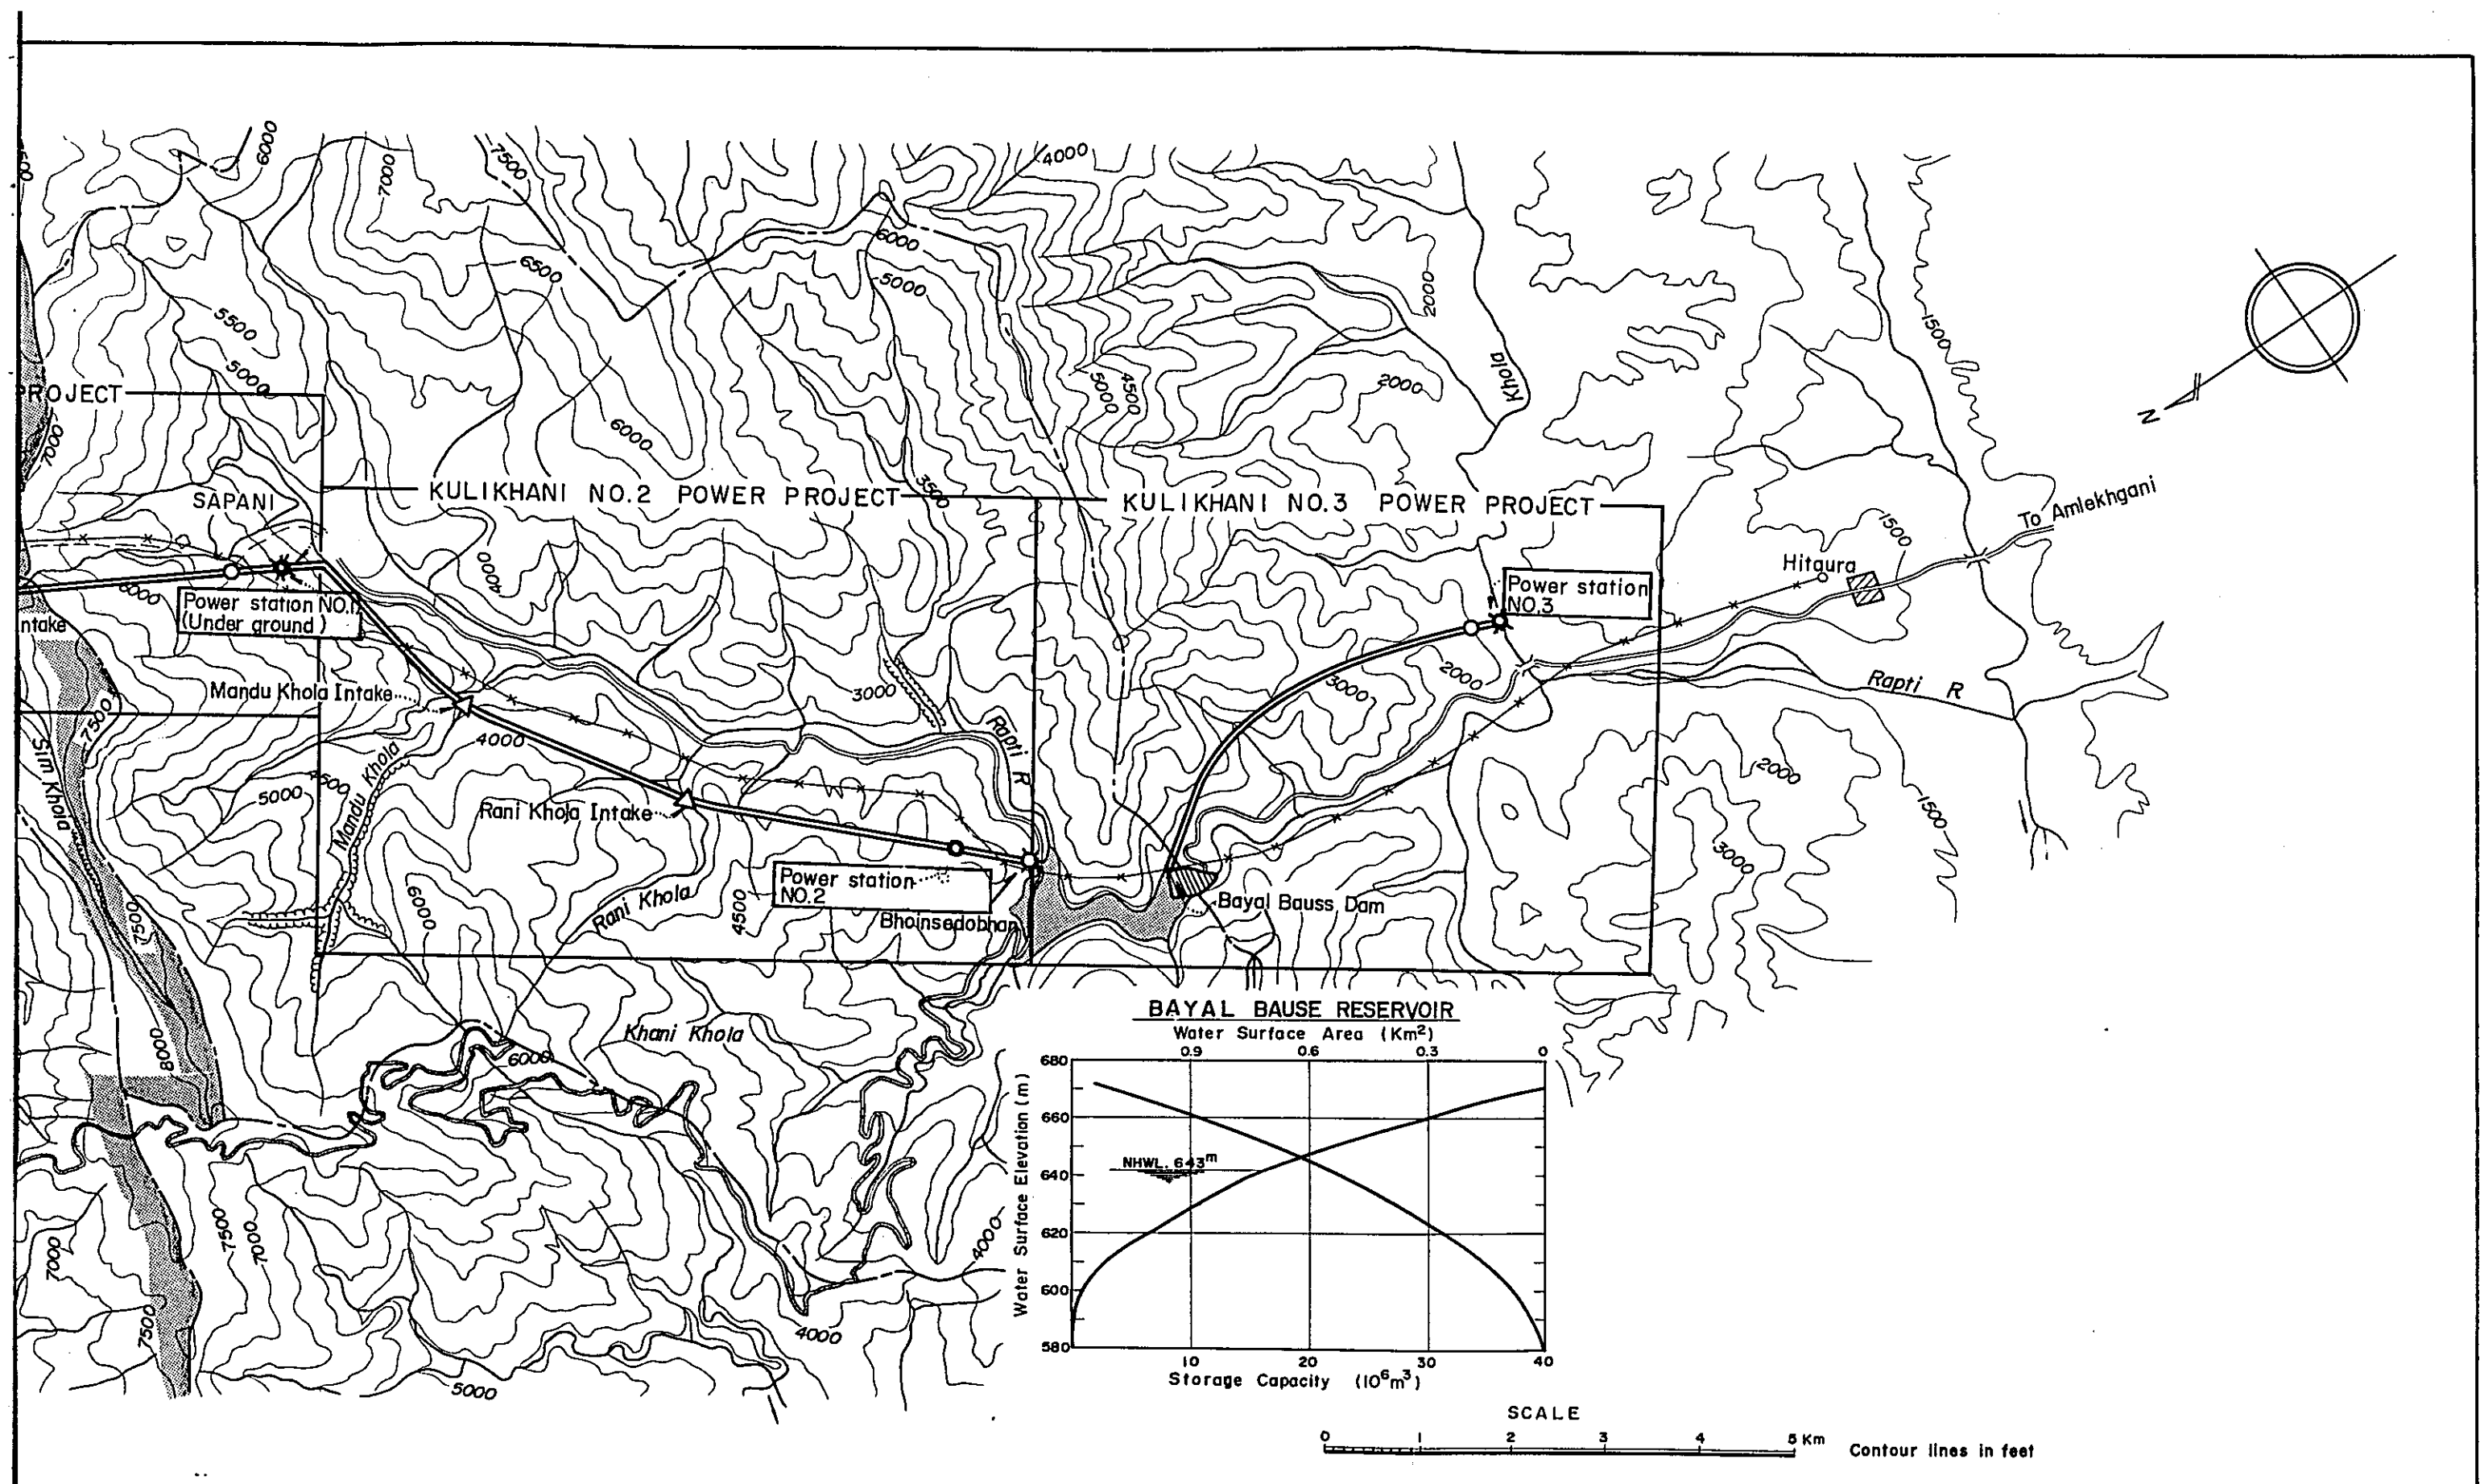 6000
7000
7500
4000
6000
6500
5000
2000
5500
1500
5000
5000
4500
2000
Khola
N
PROJECT
7000
6000
SAPANI
KULIKHANI NO.2 POWER PROJECT
3500
KULIKHANI NO.3 POWER PROJECT
To Amlekhgani
1500
4000
Hitaura
6000
Power station NO.1
(Under ground)
ntake
Power station
NO.3
Mandu Khola Intake
3000
3000
2000
Rapti R
7500
4000
Rapti R
Sim Khola
4500
5000
Mandu Khola
2000
1500
Rani Khola Intake
3000
Power station
NO.2
6000
Rani Khola
4500
Bhoinsedobhan
Bayal Bauss Dam
7500
8000
Khani Khola
6000
BAYAL BAUSE RESERVOIR
Water Surface Area (Km²)
0.9 0.6 0.3 0
680
660
NHWL. 643m
640
620
600
580
Water Surface Elevation (m)
10 20 30 40
Storage Capacity (10⁶m³)
7500
7000
7000
4000
7500
4000
5000
SCALE
0 1 2 3 4 5 Km
Contour lines in feet